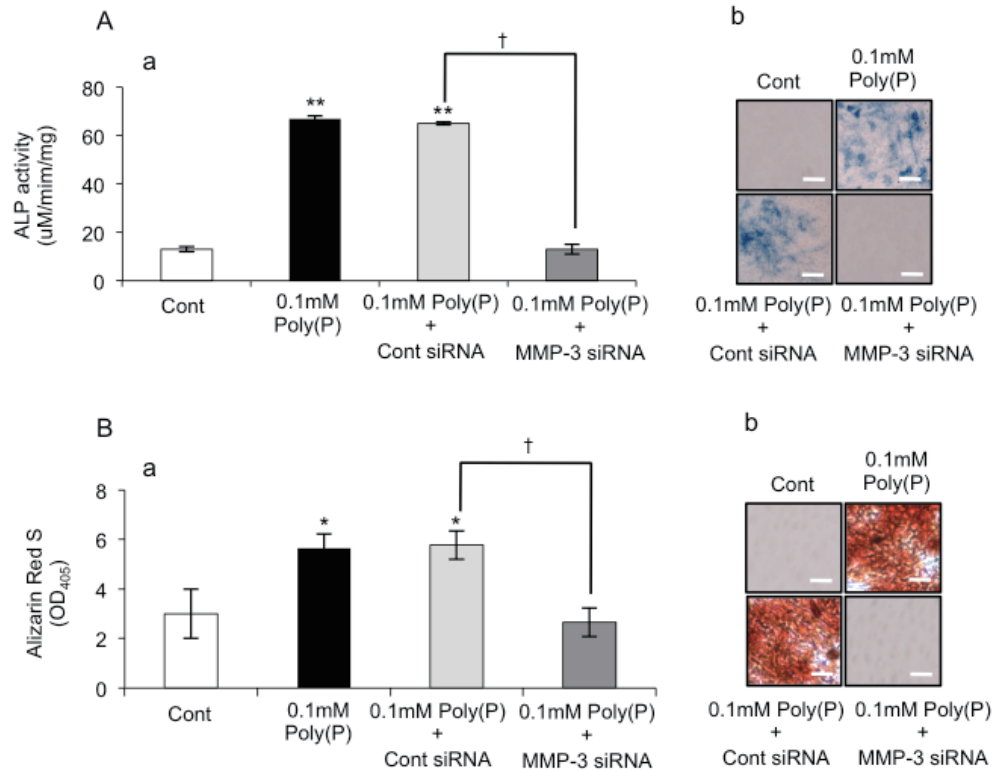 A
a
ALP activity
(uM/mim/mg)
80
60
40
20
0
**
**
†
Cont
0.1mM
Poly(P)
0.1mM Poly(P)
+
Cont siRNA
0.1mM Poly(P)
+
MMP-3 siRNA
b
Cont
0.1mM
Poly(P)
0.1mM Poly(P)
+
Cont siRNA
0.1mM Poly(P)
+
MMP-3 siRNA
B
a
Alizarin Red S
(OD405)
8
6
4
2
0
*
*
†
Cont
0.1mM
Poly(P)
0.1mM Poly(P)
+
Cont siRNA
0.1mM Poly(P)
+
MMP-3 siRNA
b
Cont
0.1mM
Poly(P)
0.1mM Poly(P)
+
Cont siRNA
0.1mM Poly(P)
+
MMP-3 siRNA